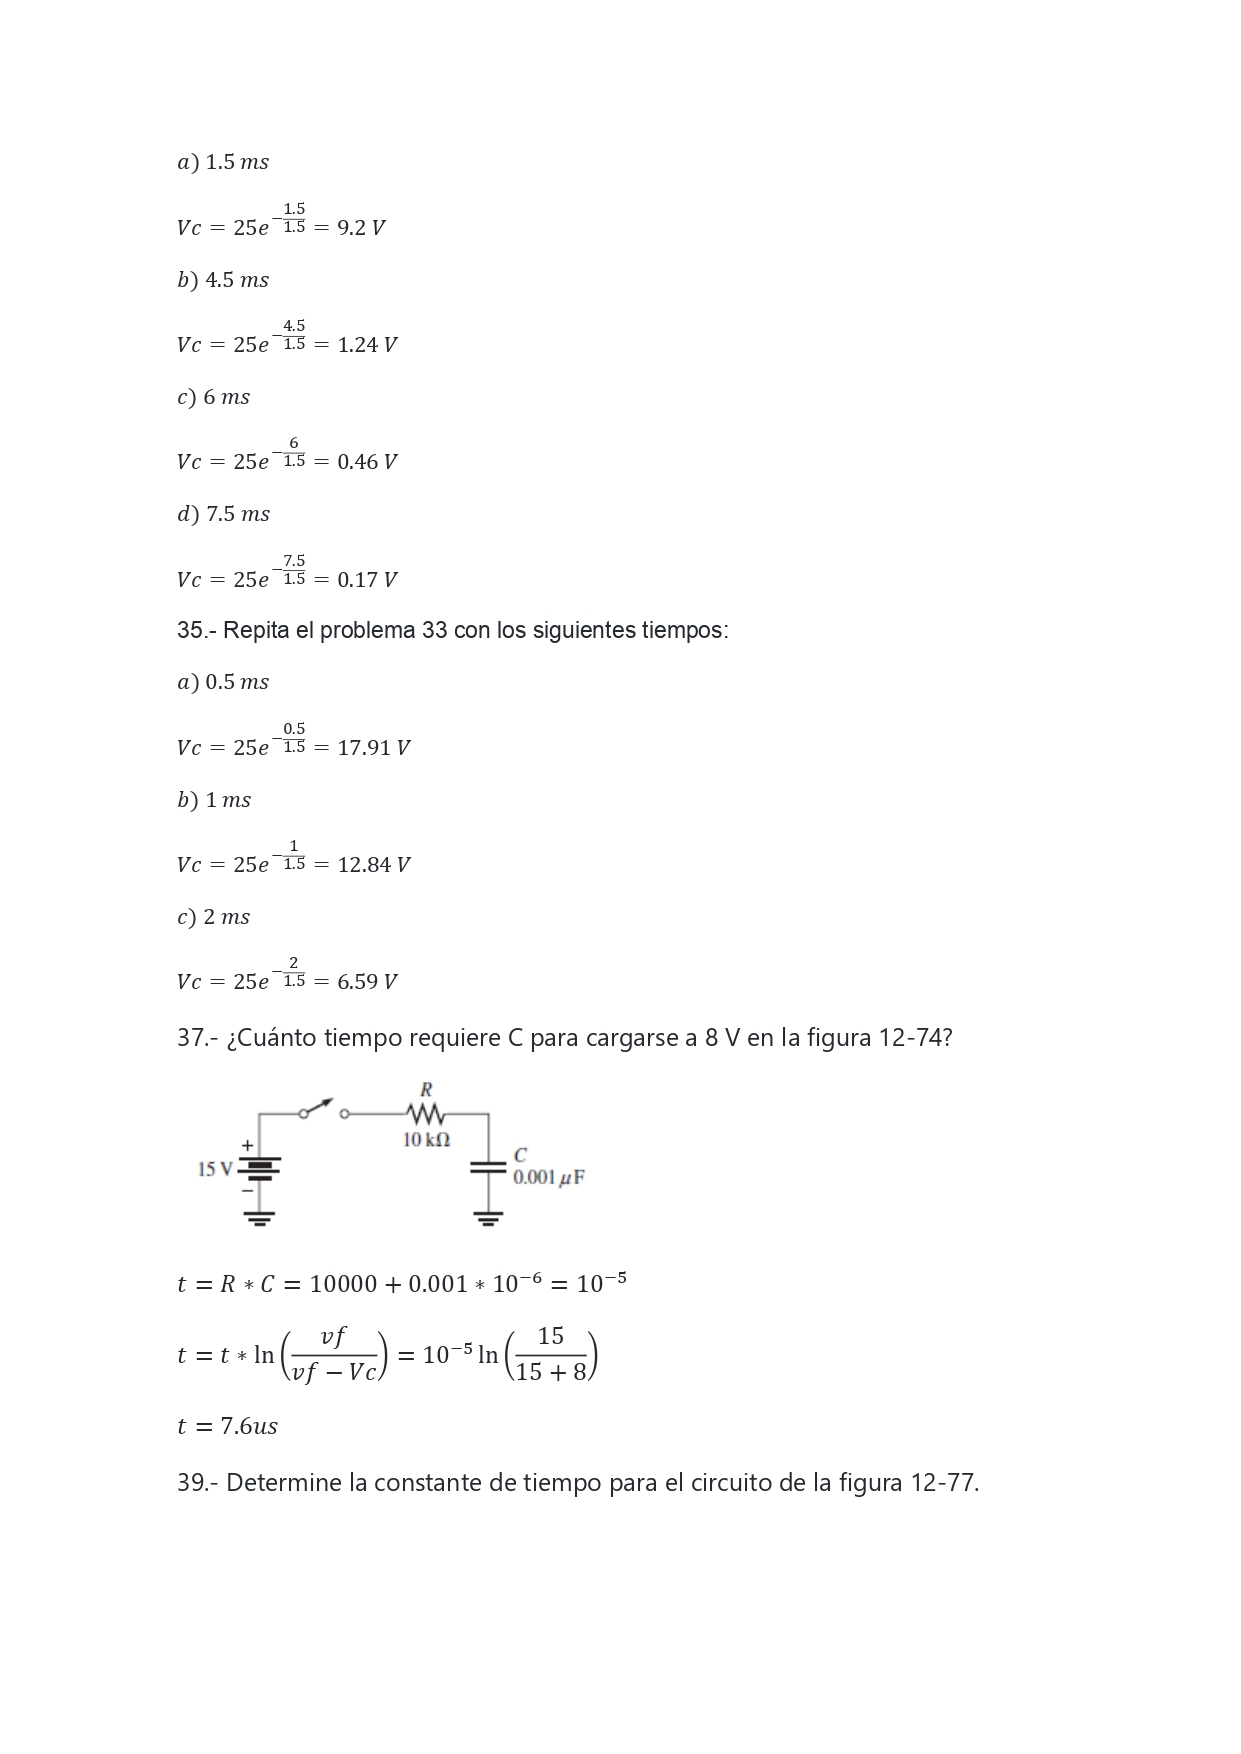 a) 1.5 ms
Vc = 25e^{-\frac{1.5}{1.5}} = 9.2 V
b) 4.5 ms
Vc = 25e^{-\frac{4.5}{1.5}} = 1.24 V
c) 6 ms
Vc = 25e^{-\frac{6}{1.5}} = 0.46 V
d) 7.5 ms
Vc = 25e^{-\frac{7.5}{1.5}} = 0.17 V
35.- Repita el problema 33 con los siguientes tiempos:
a) 0.5 ms
Vc = 25e^{-\frac{0.5}{1.5}} = 17.91 V
b) 1 ms
Vc = 25e^{-\frac{1}{1.5}} = 12.84 V
c) 2 ms
Vc = 25e^{-\frac{2}{1.5}} = 6.59 V
37.- ¿Cuánto tiempo requiere C para cargarse a 8 V en la figura 12-74?
R
10 kΩ
+
15 V
−
C
0.001 μF
t = R ∗ C = 10000 + 0.001 ∗ 10^{−6} = 10^{−5}
t = t ∗ ln(\frac{vf}{vf − Vc}) = 10^{−5} ln(\frac{15}{15 + 8})
t = 7.6us
39.- Determine la constante de tiempo para el circuito de la figura 12-77.